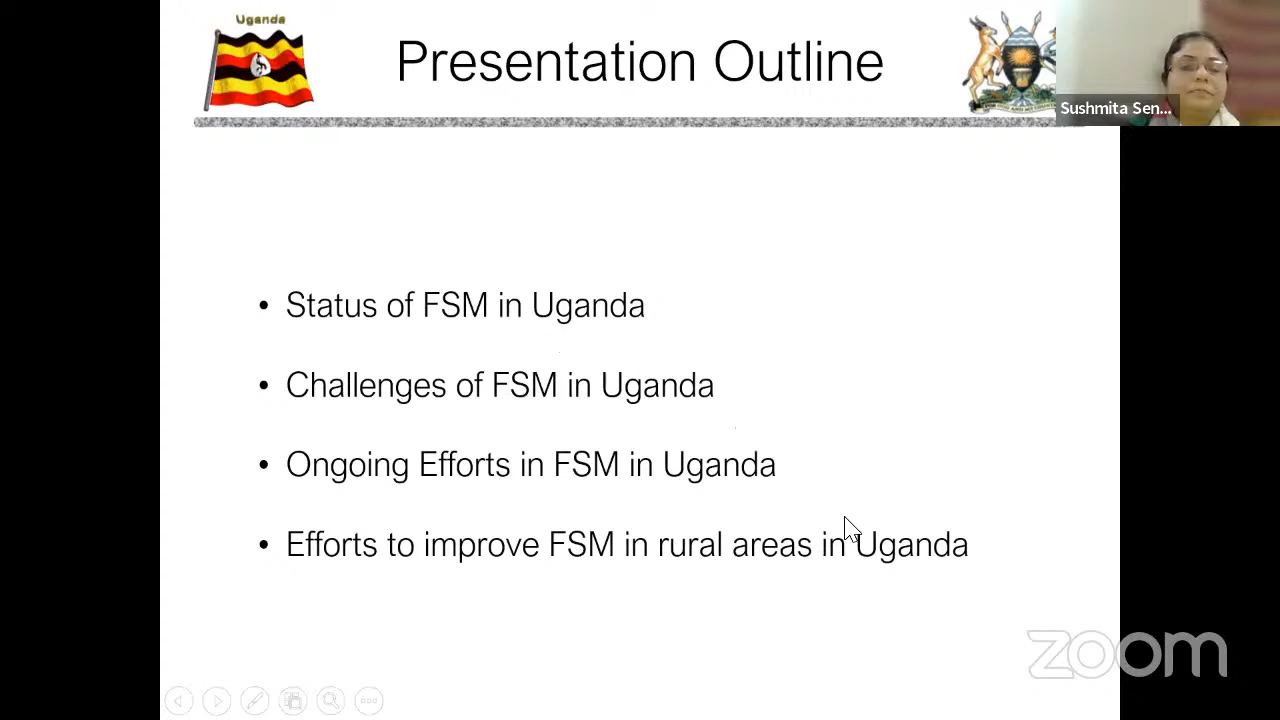 Uganda
Presentation Outline
Sushmita Sen...
• Status of FSM in Uganda
• Challenges of FSM in Uganda
• Ongoing Efforts in FSM in Uganda
• Efforts to improve FSM in rural areas in Uganda
zoom